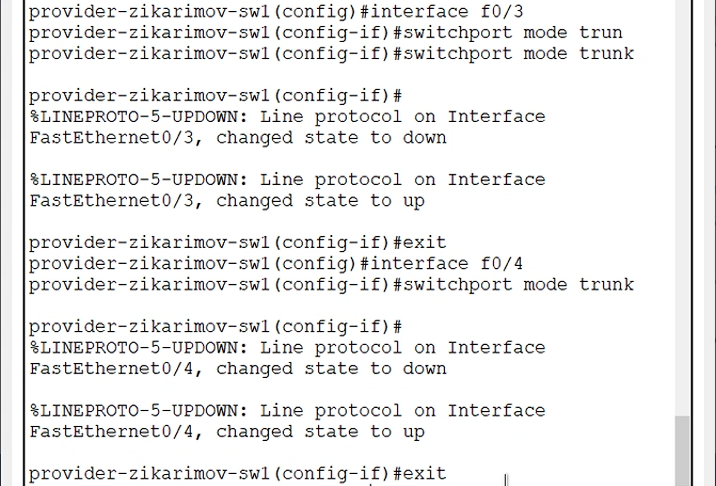 provider-zikarimov-sw1(config)#interface f0/3
provider-zikarimov-sw1(config-if)#switchport mode trun
provider-zikarimov-sw1(config-if)#switchport mode trunk
provider-zikarimov-sw1(config-if)#
%LINEPROTO-5-UPDOWN: Line protocol on Interface
FastEthernet0/3, changed state to down
%LINEPROTO-5-UPDOWN: Line protocol on Interface
FastEthernet0/3, changed state to up
provider-zikarimov-sw1(config-if)#exit
provider-zikarimov-sw1(config)#interface f0/4
provider-zikarimov-sw1(config-if)#switchport mode trunk
provider-zikarimov-sw1(config-if)#
%LINEPROTO-5-UPDOWN: Line protocol on Interface
FastEthernet0/4, changed state to down
%LINEPROTO-5-UPDOWN: Line protocol on Interface
FastEthernet0/4, changed state to up
provider-zikarimov-sw1(config-if)#exit